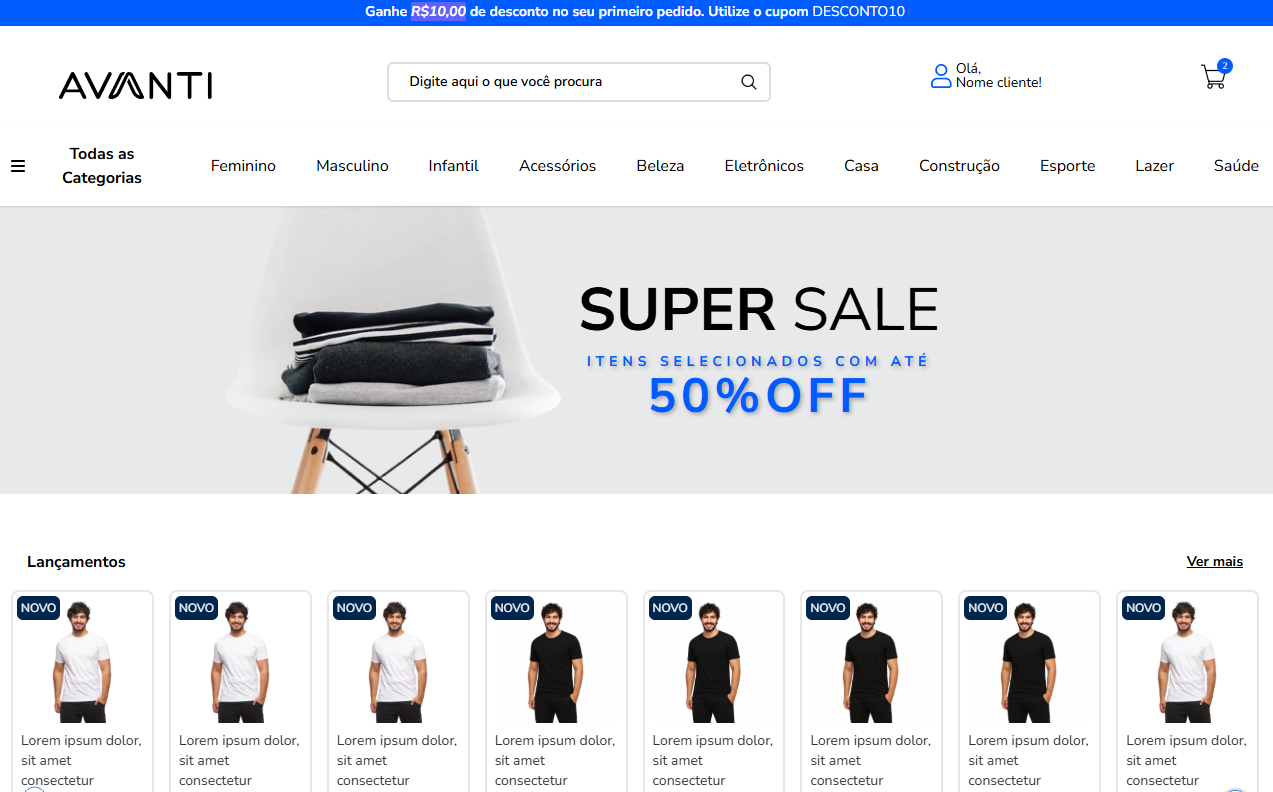 Ganhe R$10,00 de desconto no seu primeiro pedido. Utilize o cupom DESCONTO10
AVANTI
Digite aqui o que você procura
Olá,
Nome cliente!
2
Todas as
Categorias
Feminino Masculino Infantil Acessórios Beleza Eletrônicos Casa Construção Esporte Lazer Saúde
SUPER SALE
ITENS SELECIONADOS COM ATÉ
50%OFF
Lançamentos
Ver mais
NOVO NOVO NOVO NOVO NOVO NOVO NOVO NOVO
Lorem ipsum dolor, Lorem ipsum dolor, Lorem ipsum dolor, Lorem ipsum dolor, Lorem ipsum dolor, Lorem ipsum dolor, Lorem ipsum dolor, Lorem ipsum dolor,
sit amet sit amet sit amet sit amet sit amet sit amet sit amet sit amet
consectetur consectetur consectetur consectetur consectetur consectetur consectetur consectetur